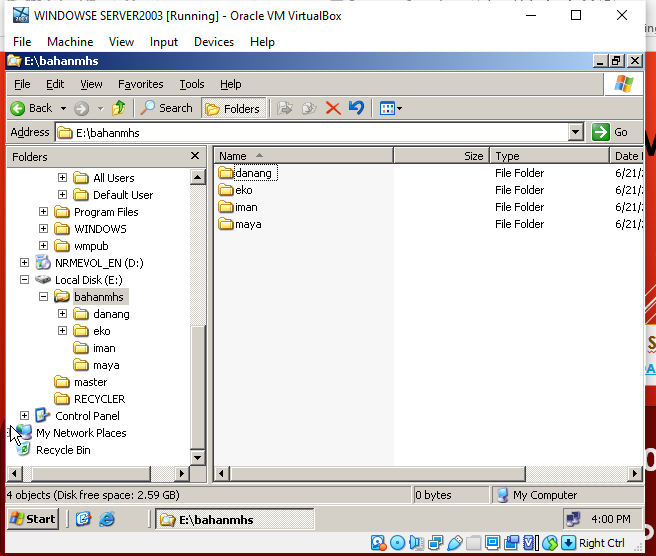 WINDOWSE SERVER2003 [Running] - Oracle VM VirtualBox
File Machine View Input Devices Help
E:\bahanmhs
File Edit View Favorites Tools Help
Back Search Folders
Address E:\bahanmhs Go
Folders
Name Size Type
All Users
Default User
Program Files
WINDOWS
wmpub
NRMEVOL_EN (D:)
Local Disk (E:)
bahanmhs
danang
eko
iman
maya
master
RECYCLER
Control Panel
My Network Places
Recycle Bin
danang File Folder 6/21/
eko File Folder 6/21/
iman File Folder 6/21/
maya File Folder 6/21/
4 objects (Disk free space: 2.59 GB) 0 bytes My Computer
Start E:\bahanmhs 4:00 PM
Right Ctrl